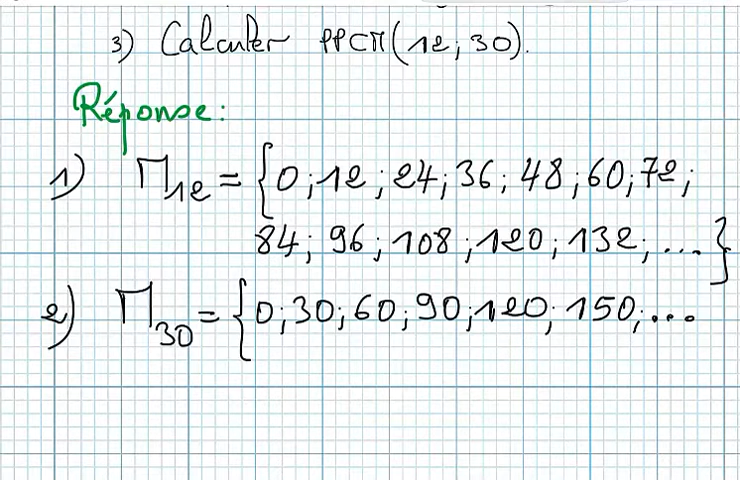 3) Calculer PPCM(12;30).
Réponse:
1) M12 = {0;12;24;36;48;60;72;
84;96;108;120;132;...}
2) M30 = {0;30;60;90;120;150;...